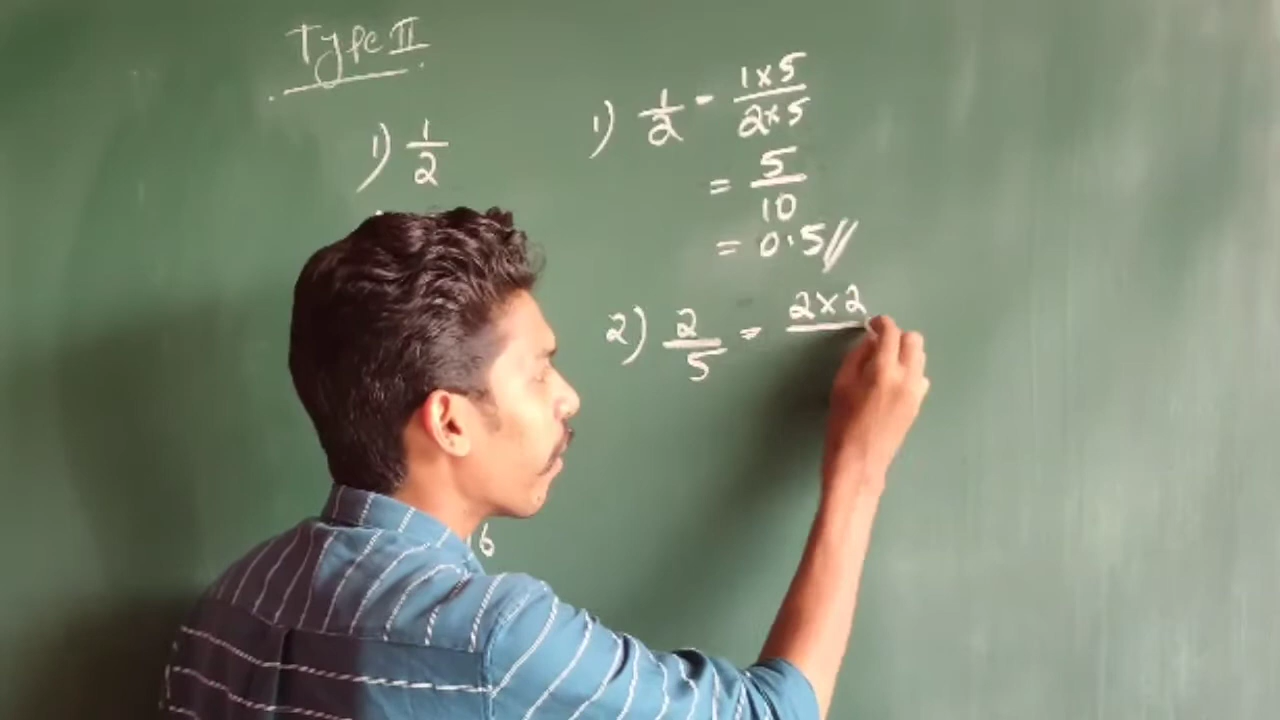 Type II
1) 1/2
1) 1/2 - 1×5/2×5
= 5/10
= 0.5//
2) 2/5 = 2×2
6